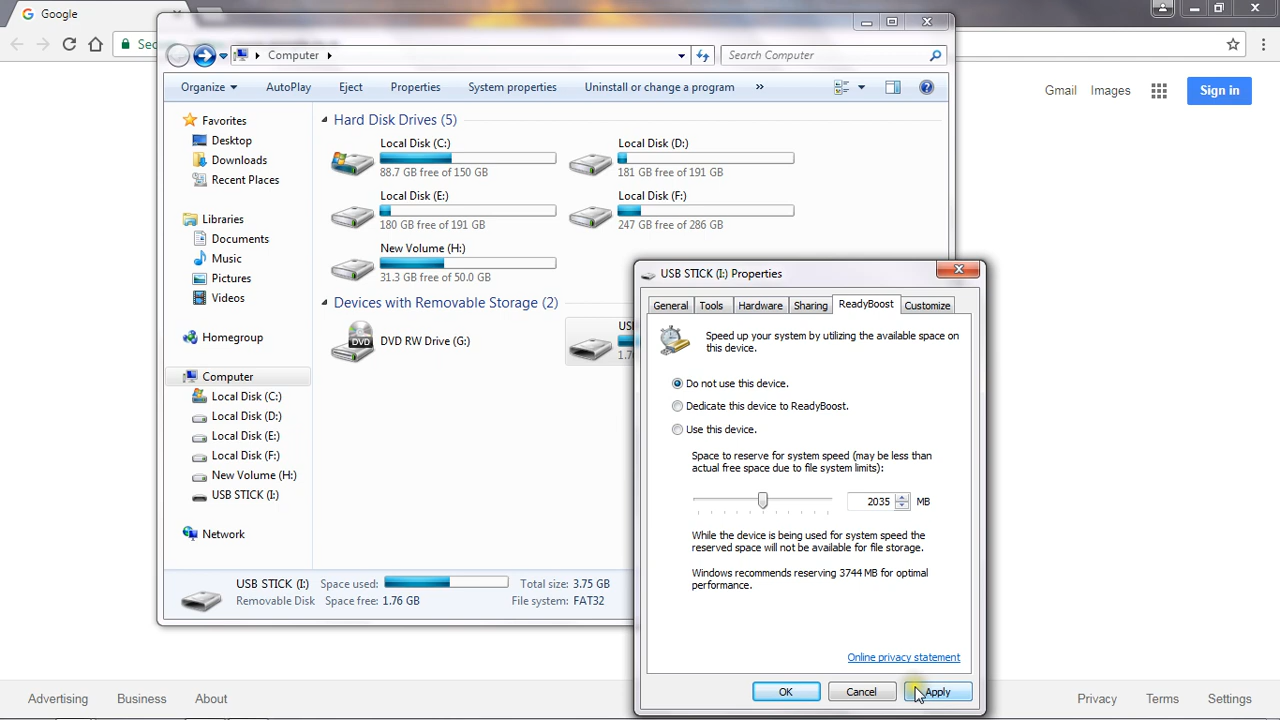 Google
Sec
Computer
Search Computer
Organize AutoPlay Eject Properties System properties Uninstall or change a program »
Gmail Images Sign in
Favorites
Desktop
Downloads
Recent Places
Libraries
Documents
Music
Pictures
Videos
Homegroup
Computer
Local Disk (C:)
Local Disk (D:)
Local Disk (E:)
Local Disk (F:)
New Volume (H:)
USB STICK (I:)
Network
Hard Disk Drives (5)
Local Disk (C:)
88.7 GB free of 150 GB
Local Disk (D:)
181 GB free of 191 GB
Local Disk (E:)
180 GB free of 191 GB
Local Disk (F:)
247 GB free of 286 GB
New Volume (H:)
31.3 GB free of 50.0 GB
Devices with Removable Storage (2)
DVD
DVD RW Drive (G:)
USB STICK (I:) Space used: Total size: 3.75 GB
Removable Disk Space free: 1.76 GB File system: FAT32
USB STICK (I:) Properties
General Tools Hardware Sharing ReadyBoost Customize
Speed up your system by utilizing the available space on
this device.
Do not use this device.
Dedicate this device to ReadyBoost.
Use this device.
Space to reserve for system speed (may be less than
actual free space due to file system limits):
2035 MB
While the device is being used for system speed the
reserved space will not be available for file storage.
Windows recommends reserving 3744 MB for optimal
performance.
Online privacy statement
OK Cancel Apply
Advertising Business About Privacy Terms Settings